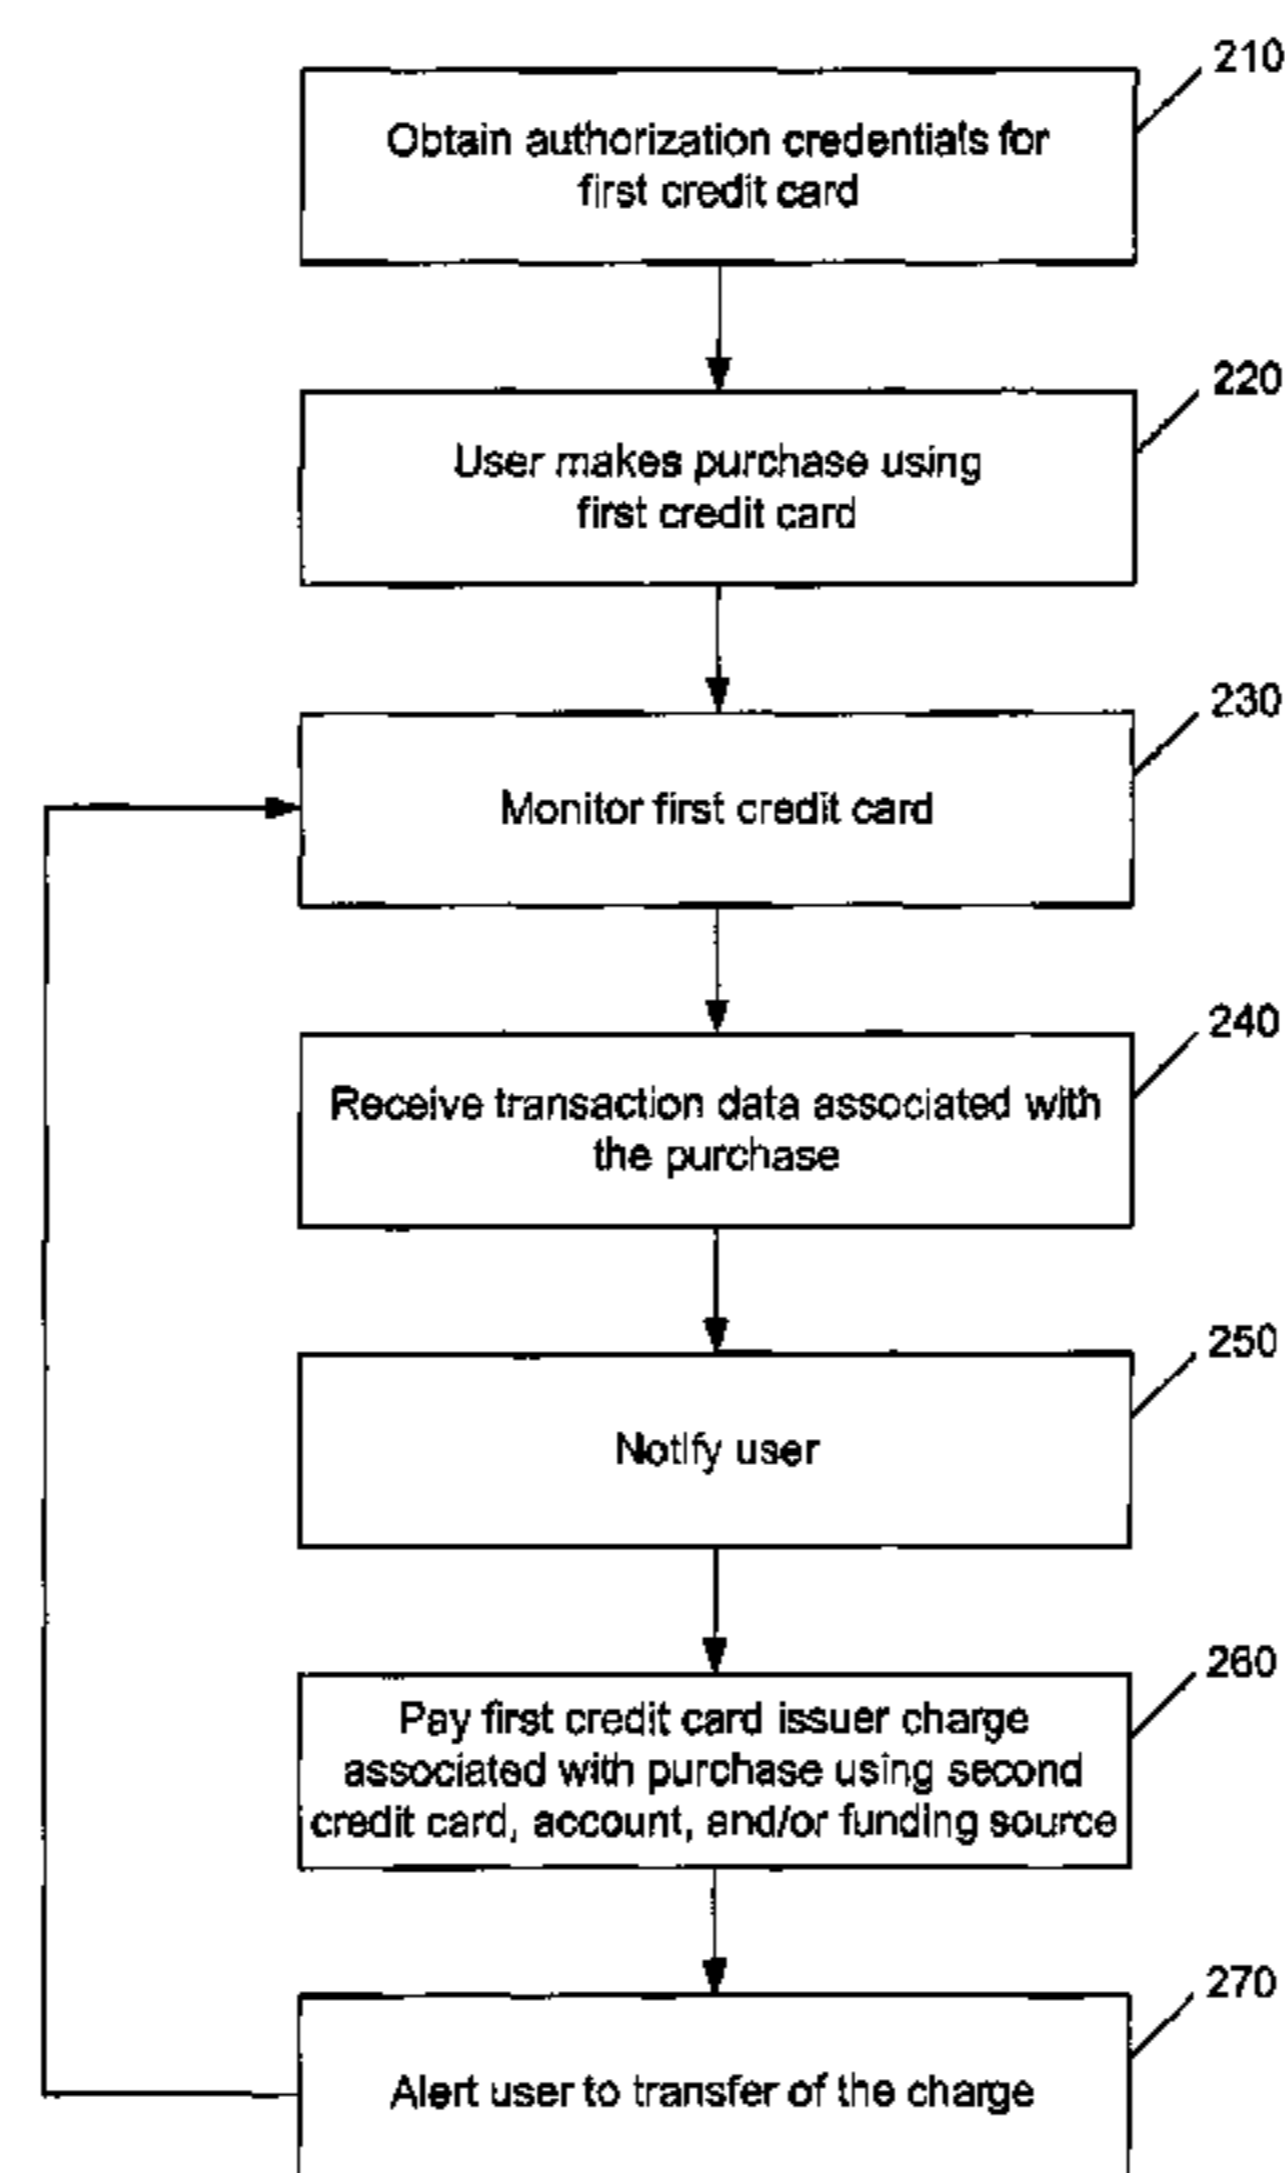 210
Obtain authorization credentials for
first credit card
220
User makes purchase using
first credit card
230
Monitor first credit card
240
Receive transaction data associated with
the purchase
250
Notify user
260
Pay first credit card issuer charge
associated with purchase using second
credit card, account, and/or funding source
270
Alert user to transfer of the charge